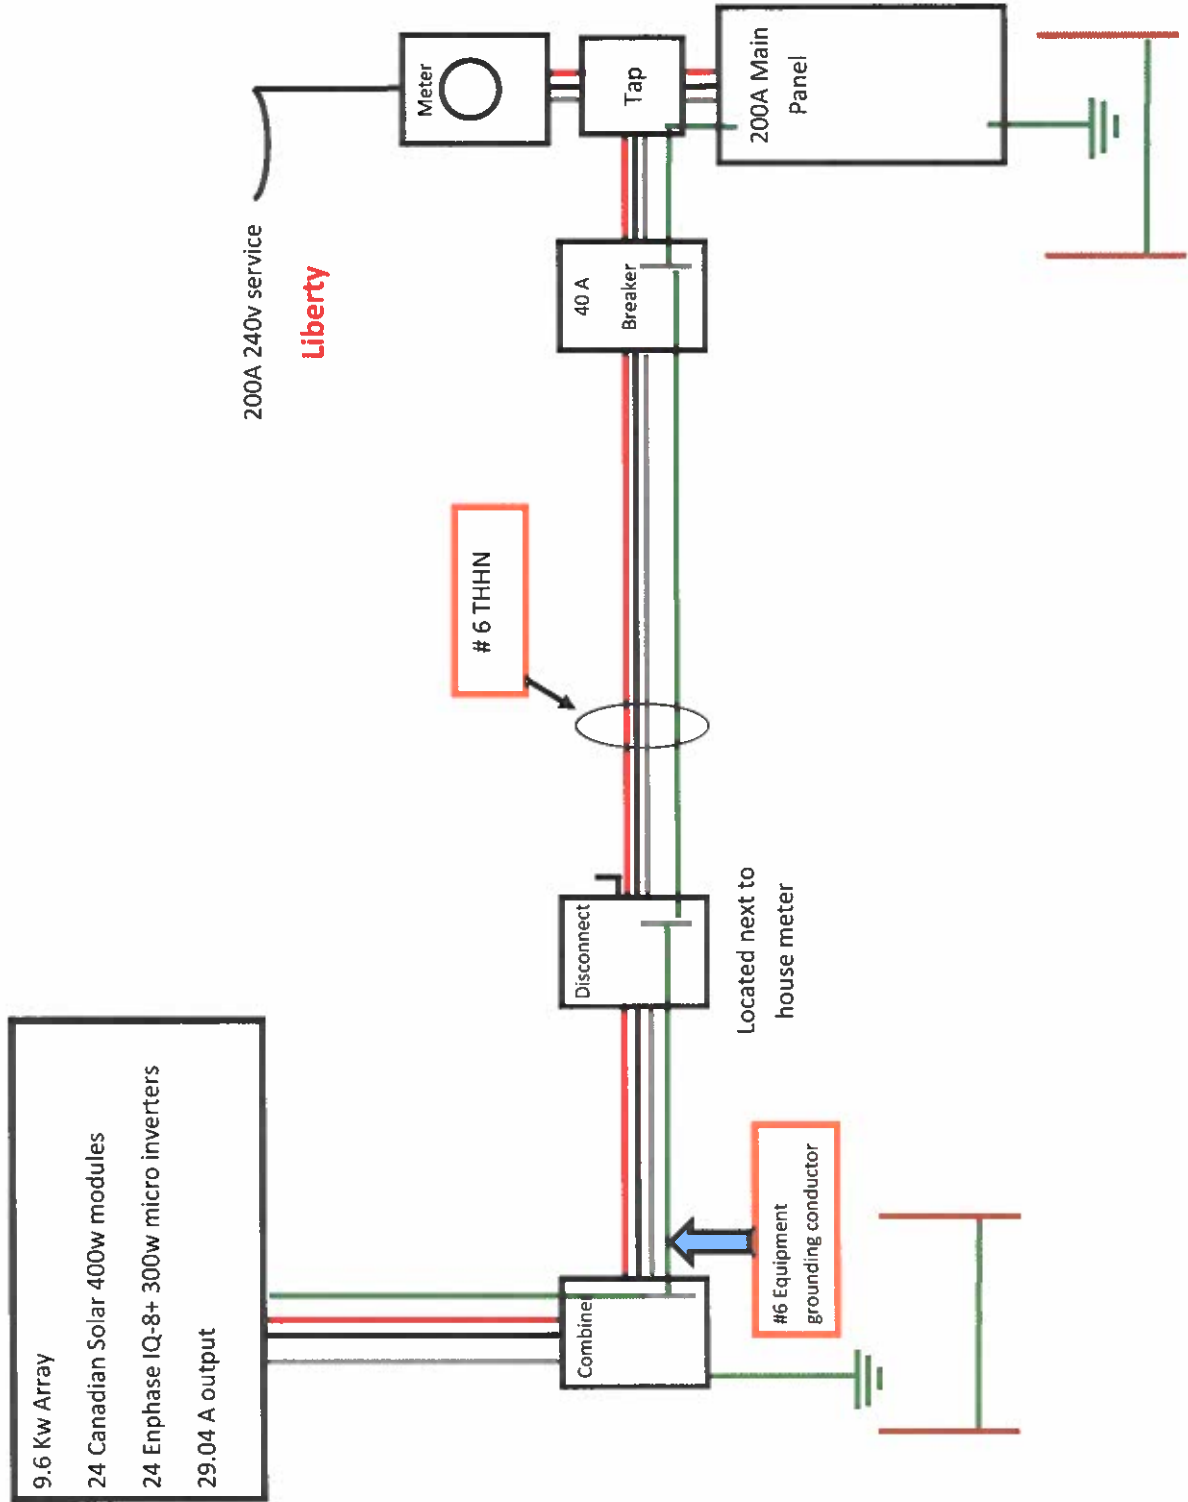 9.6 Kw Array
24 Canadian Solar 400w modules
24 Enphase IQ-8+ 300w micro inverters
29.04 A output
Combiner
#6 Equipment
grounding conductor
Disconnect
Located next to
house meter
# 6 THHN
40 A
Breaker
200A 240v service
Liberty
Meter
Tap
200A Main
Panel